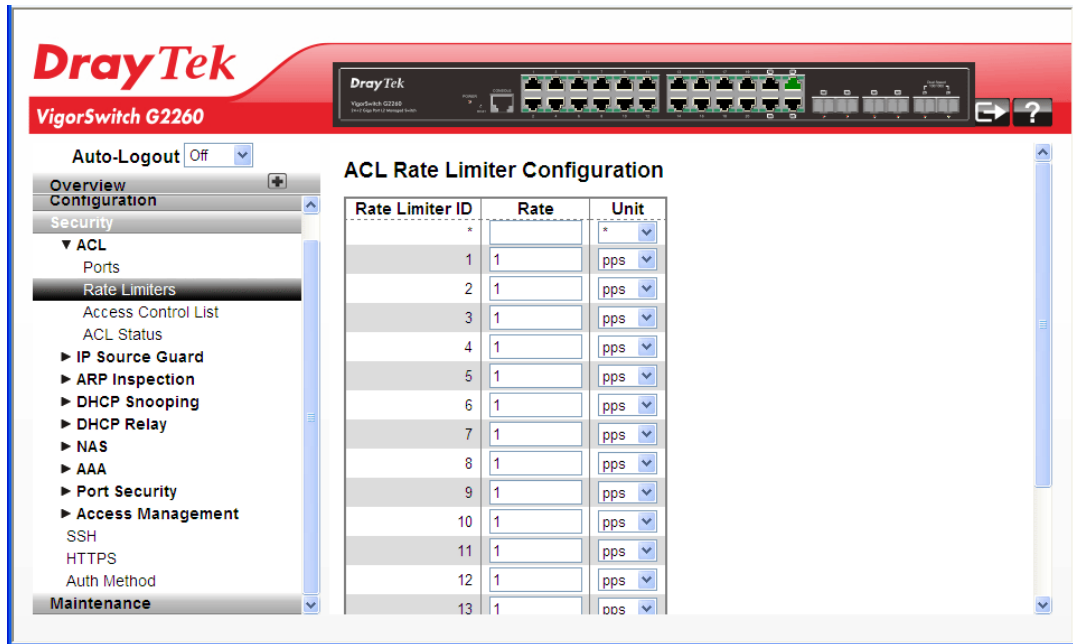 DrayTek
VigorSwitch G2260
DrayTek
VigorSwitch G2260
Auto-Logout Off
Overview
Configuration
Security
▼ ACL
Ports
Rate Limiters
Access Control List
ACL Status
► IP Source Guard
► ARP Inspection
► DHCP Snooping
► DHCP Relay
► NAS
► AAA
► Port Security
► Access Management
SSH
HTTPS
Auth Method
Maintenance
?
ACL Rate Limiter Configuration
Rate Limiter ID Rate Unit
* *
1 1 pps
2 1 pps
3 1 pps
4 1 pps
5 1 pps
6 1 pps
7 1 pps
8 1 pps
9 1 pps
10 1 pps
11 1 pps
12 1 pps
13 1 pps